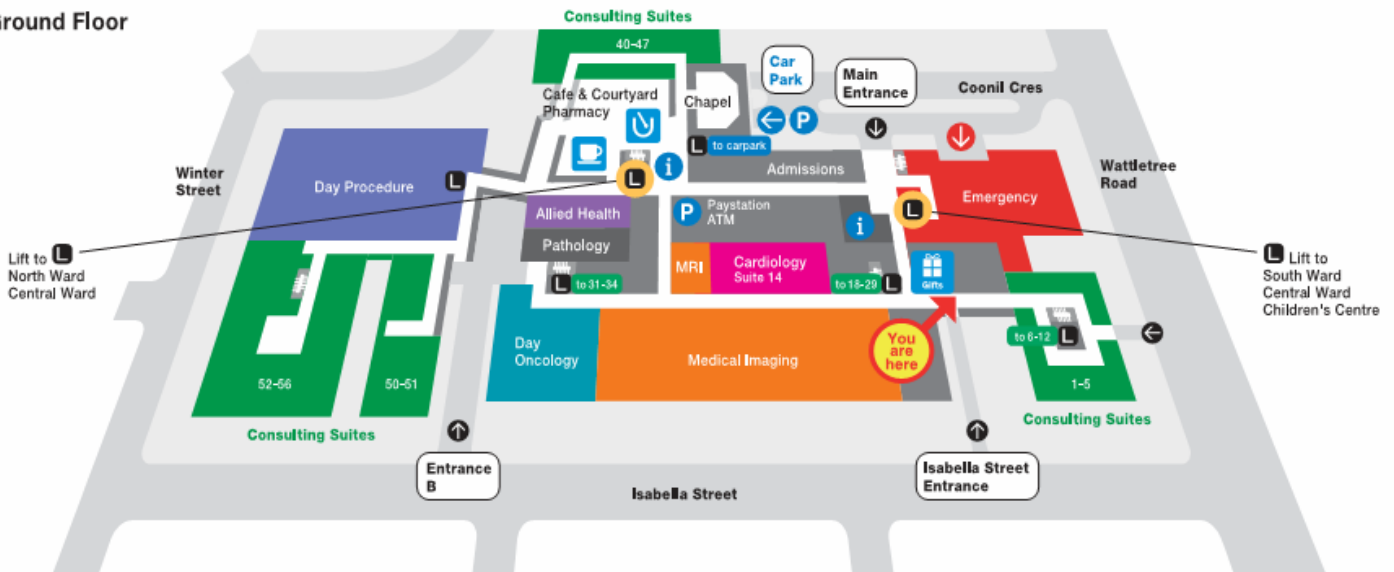 round Floor
Consulting Suites
40-47
Car
Park
Main
Entrance
Coonil Cres
Cafe & Courtyard
Pharmacy
Chapel
P
L to carpark
i
Admissions
Winter
Street
Day Procedure
L
L
Wattletree
Road
Emergency
Allied Health
P Paystation
ATM
i
L
Pathology
Lift to L
North Ward
Central Ward
MRI
Cardiology
Suite 14
Gifts
L Lift to
South Ward
Central Ward
Children's Centre
L to 31-34
to 18-29 L
Day
Oncology
Medical Imaging
You
are
here
to 6-12 L
52-56
50-51
1-5
Consulting Suites
Consulting Suites
Entrance
B
Isabella Street
Isabella Street
Entrance